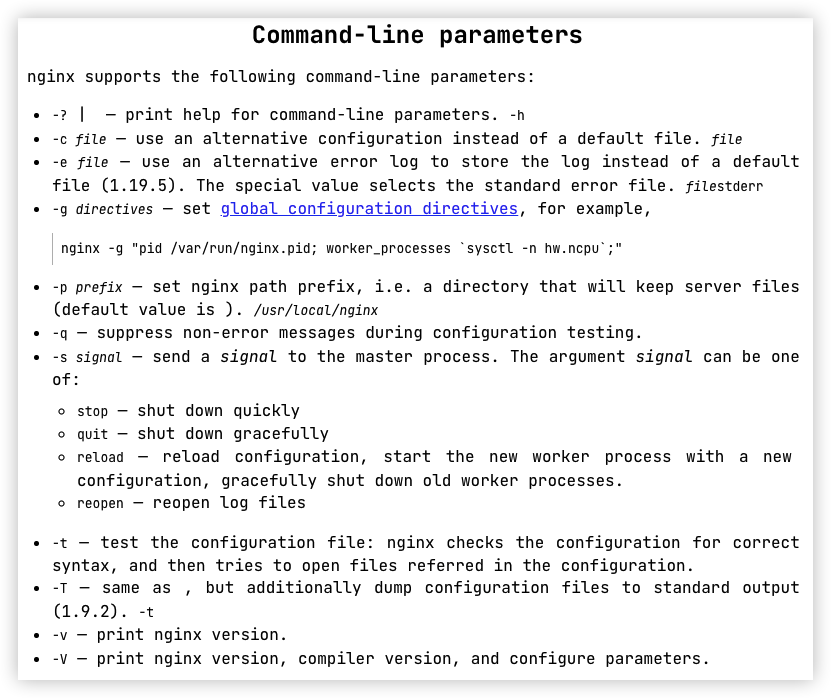 Command-line parameters
nginx supports the following command-line parameters:
-? |  — print help for command-line parameters. -h
-c file — use an alternative configuration instead of a default file. file
-e file — use an alternative error log to store the log instead of a default
file (1.19.5). The special value selects the standard error file. filestderr
-g directives — set global configuration directives, for example,
nginx -g "pid /var/run/nginx.pid; worker_processes `sysctl -n hw.ncpu`;"
-p prefix — set nginx path prefix, i.e. a directory that will keep server files
(default value is ). /usr/local/nginx
-q — suppress non-error messages during configuration testing.
-s signal — send a signal to the master process. The argument signal can be one
of:
stop — shut down quickly
quit — shut down gracefully
reload — reload configuration, start the new worker process with a new
configuration, gracefully shut down old worker processes.
reopen — reopen log files
-t — test the configuration file: nginx checks the configuration for correct
syntax, and then tries to open files referred in the configuration.
-T — same as , but additionally dump configuration files to standard output
(1.9.2). -t
-v — print nginx version.
-V — print nginx version, compiler version, and configure parameters.